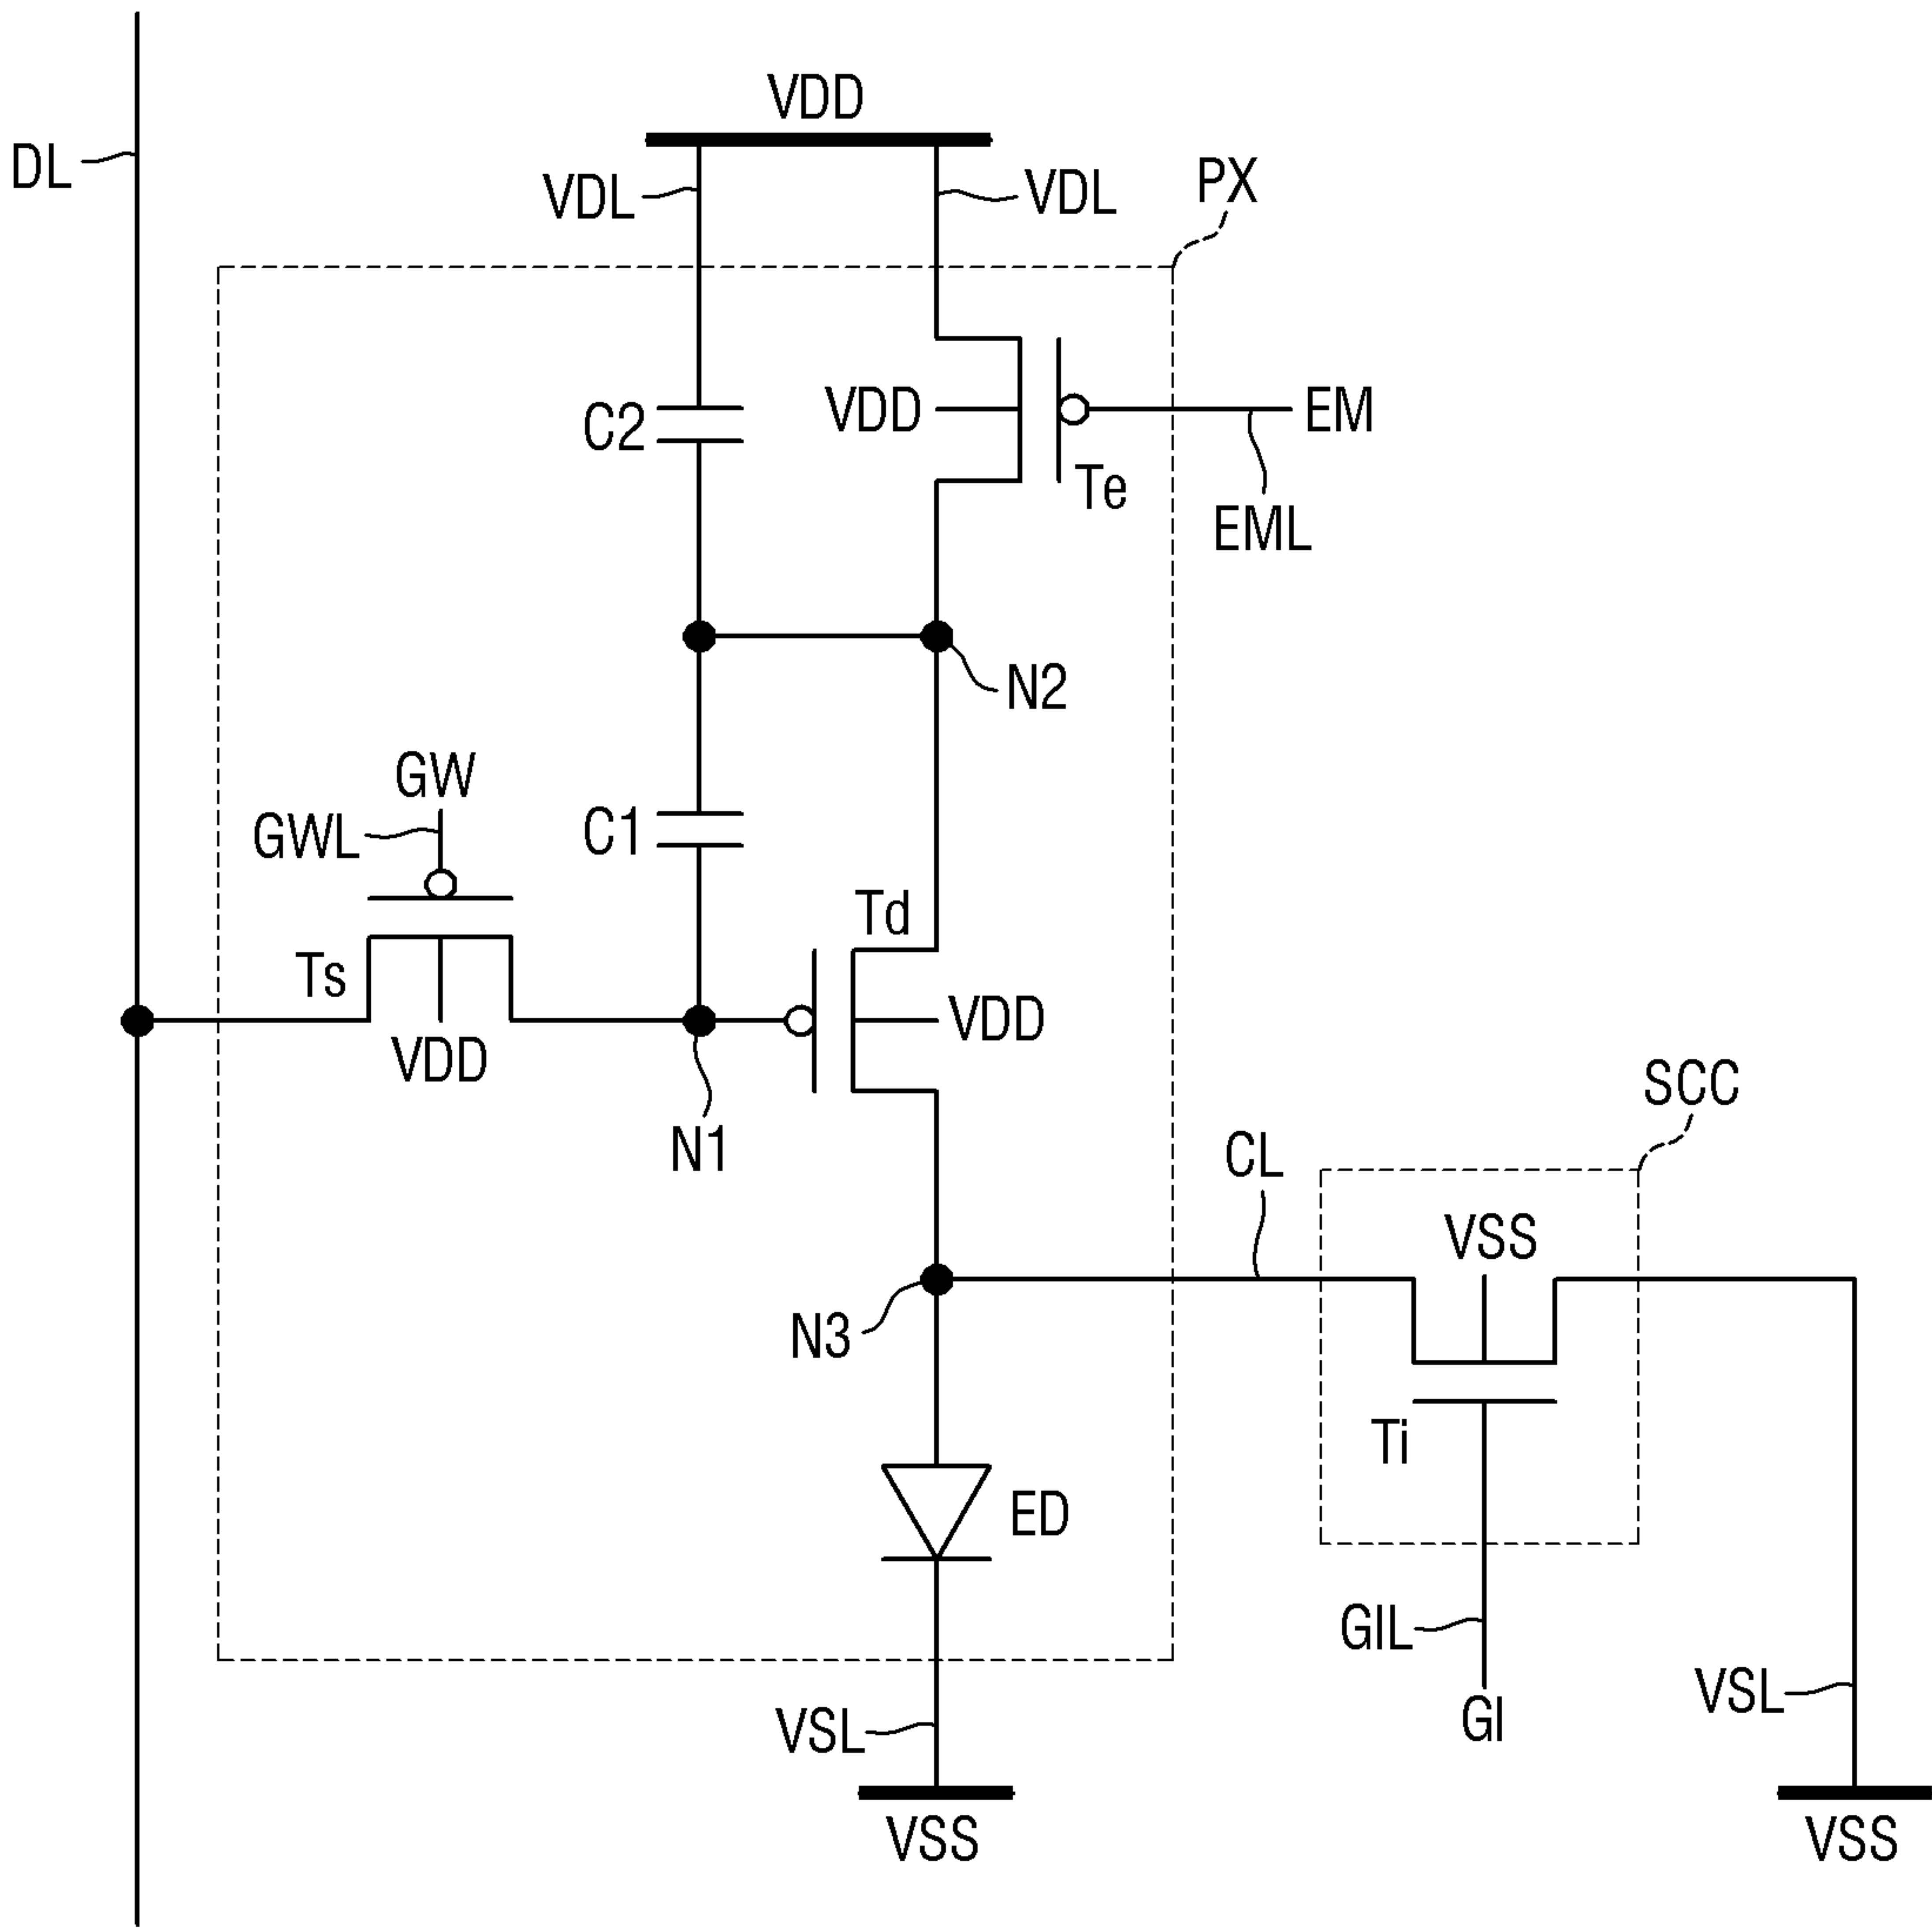 VDD
DL
VDL
VDL
PX
VDD
EM
C2
Te
EML
N2
GW
GWL
C1
Td
Ts
VDD
VDD
N1
SCC
CL
VSS
N3
Ti
ED
GIL
GI
VSL
VSL
VSS
VSS